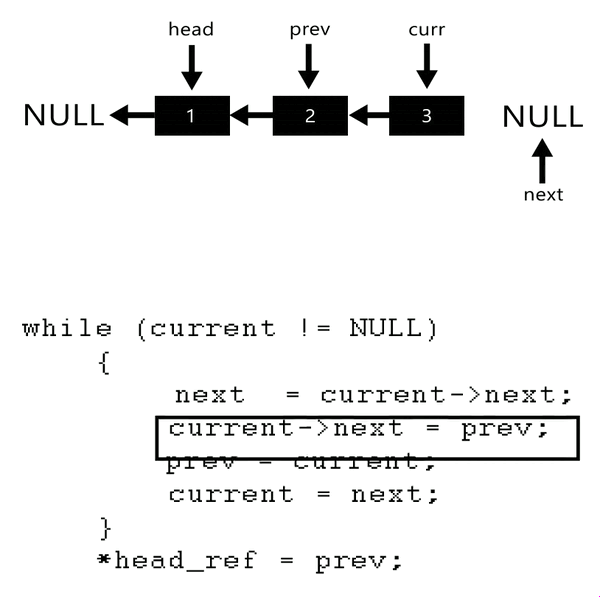 head prev curr
NULL 1 2 3 NULL
next
while (current != NULL)
{
next = current->next;
current->next = prev;
prev = current;
current = next;
}
*head_ref = prev;